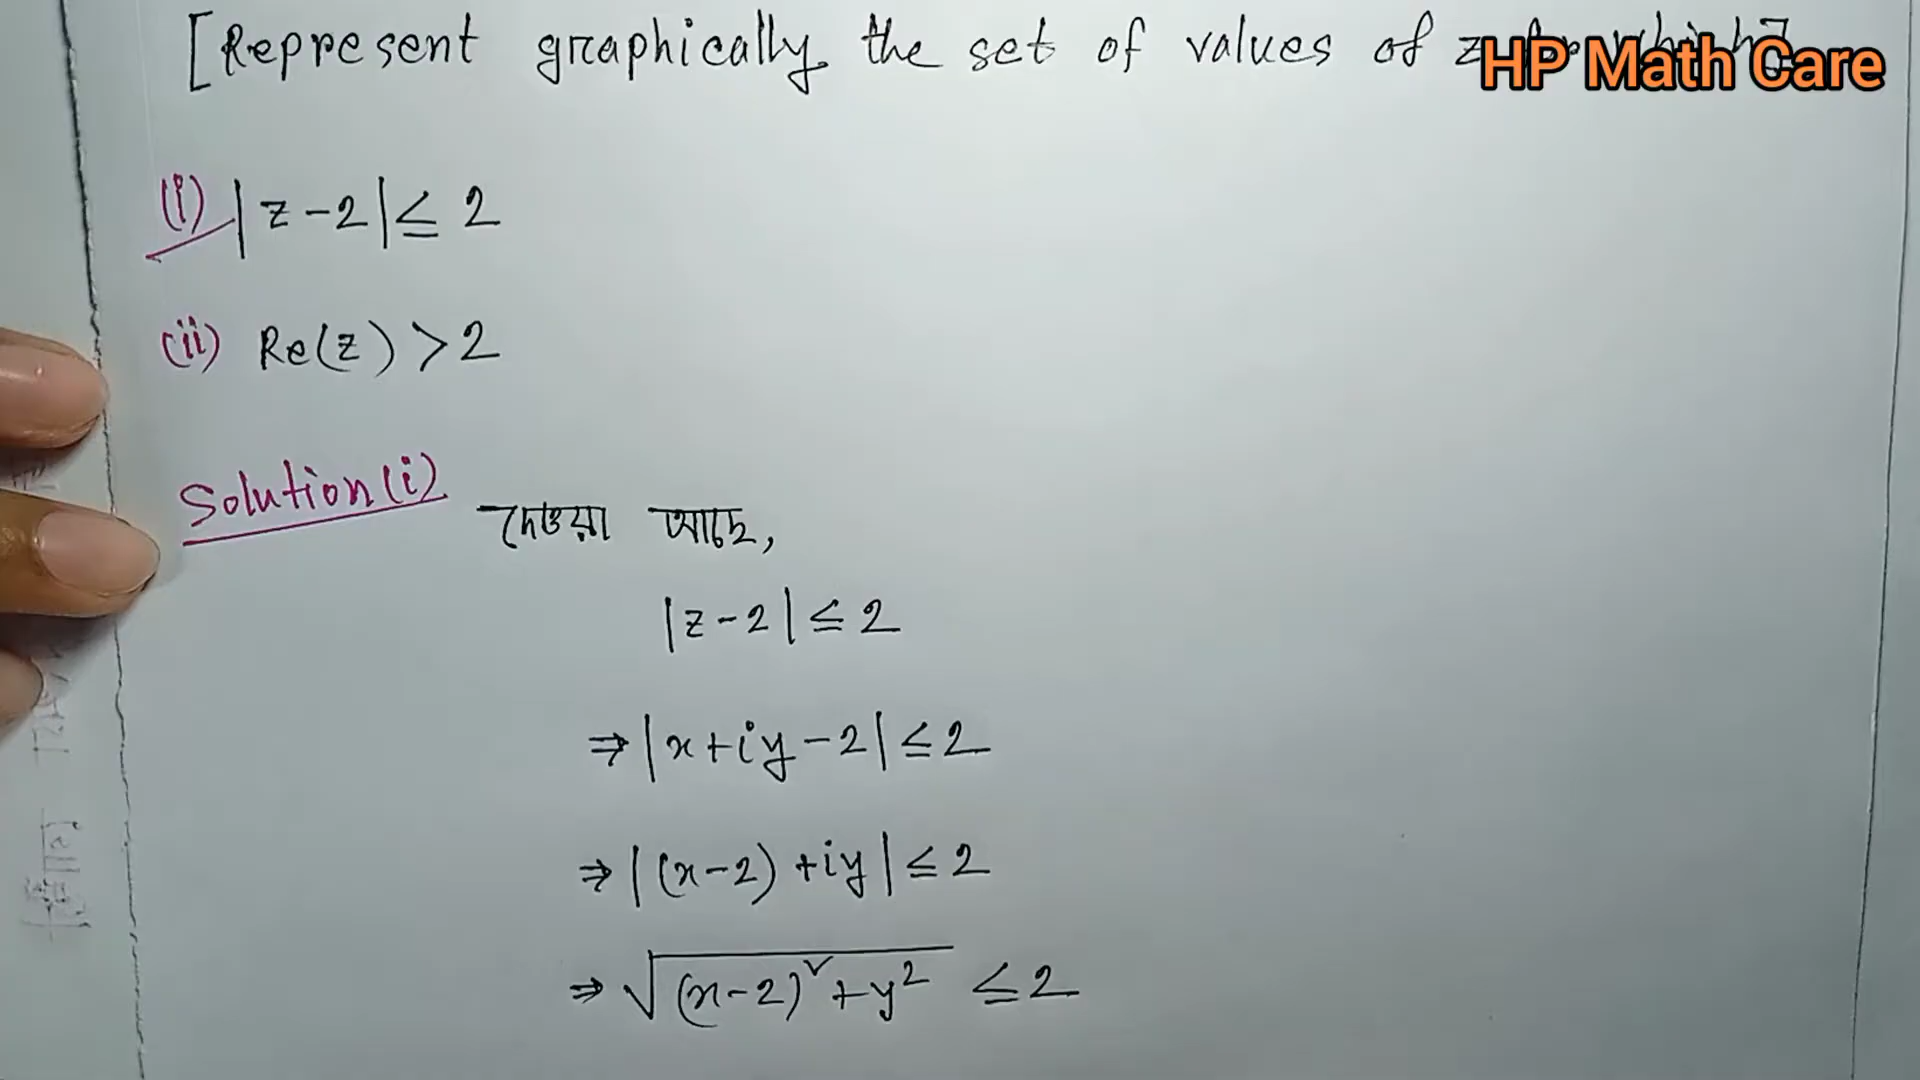 [Represent graphically the set of values of z
HP Math Care
(i) |z-2| ≤ 2
(ii) Re(z) > 2
Solution (i)
দেওয়া আছে,
|z-2| ≤ 2
⇒ |x+iy-2| ≤ 2
⇒ |(x-2)+iy| ≤ 2
⇒ √((x-2)²+y²) ≤ 2